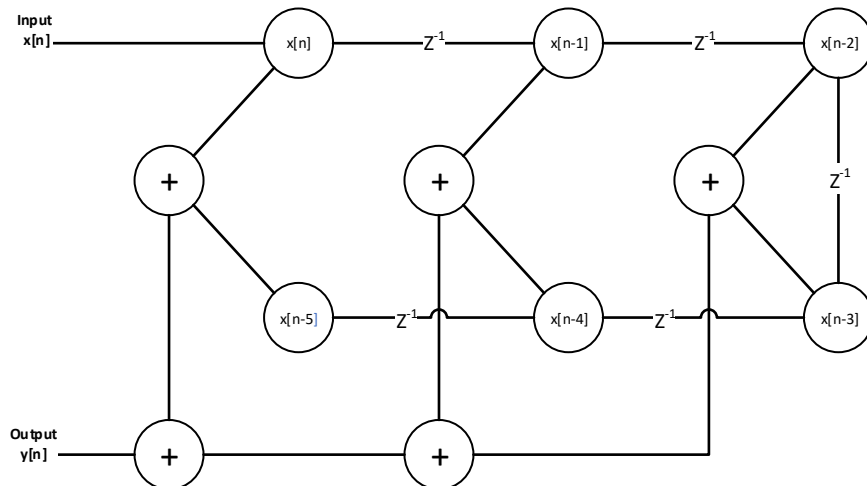 Input
x[n]
x[n]
Z⁻¹
x[n-1]
Z⁻¹
x[n-2]
+
+
+
Z⁻¹
x[n-5]
Z⁻¹
x[n-4]
Z⁻¹
x[n-3]
Output
y[n]
+
+